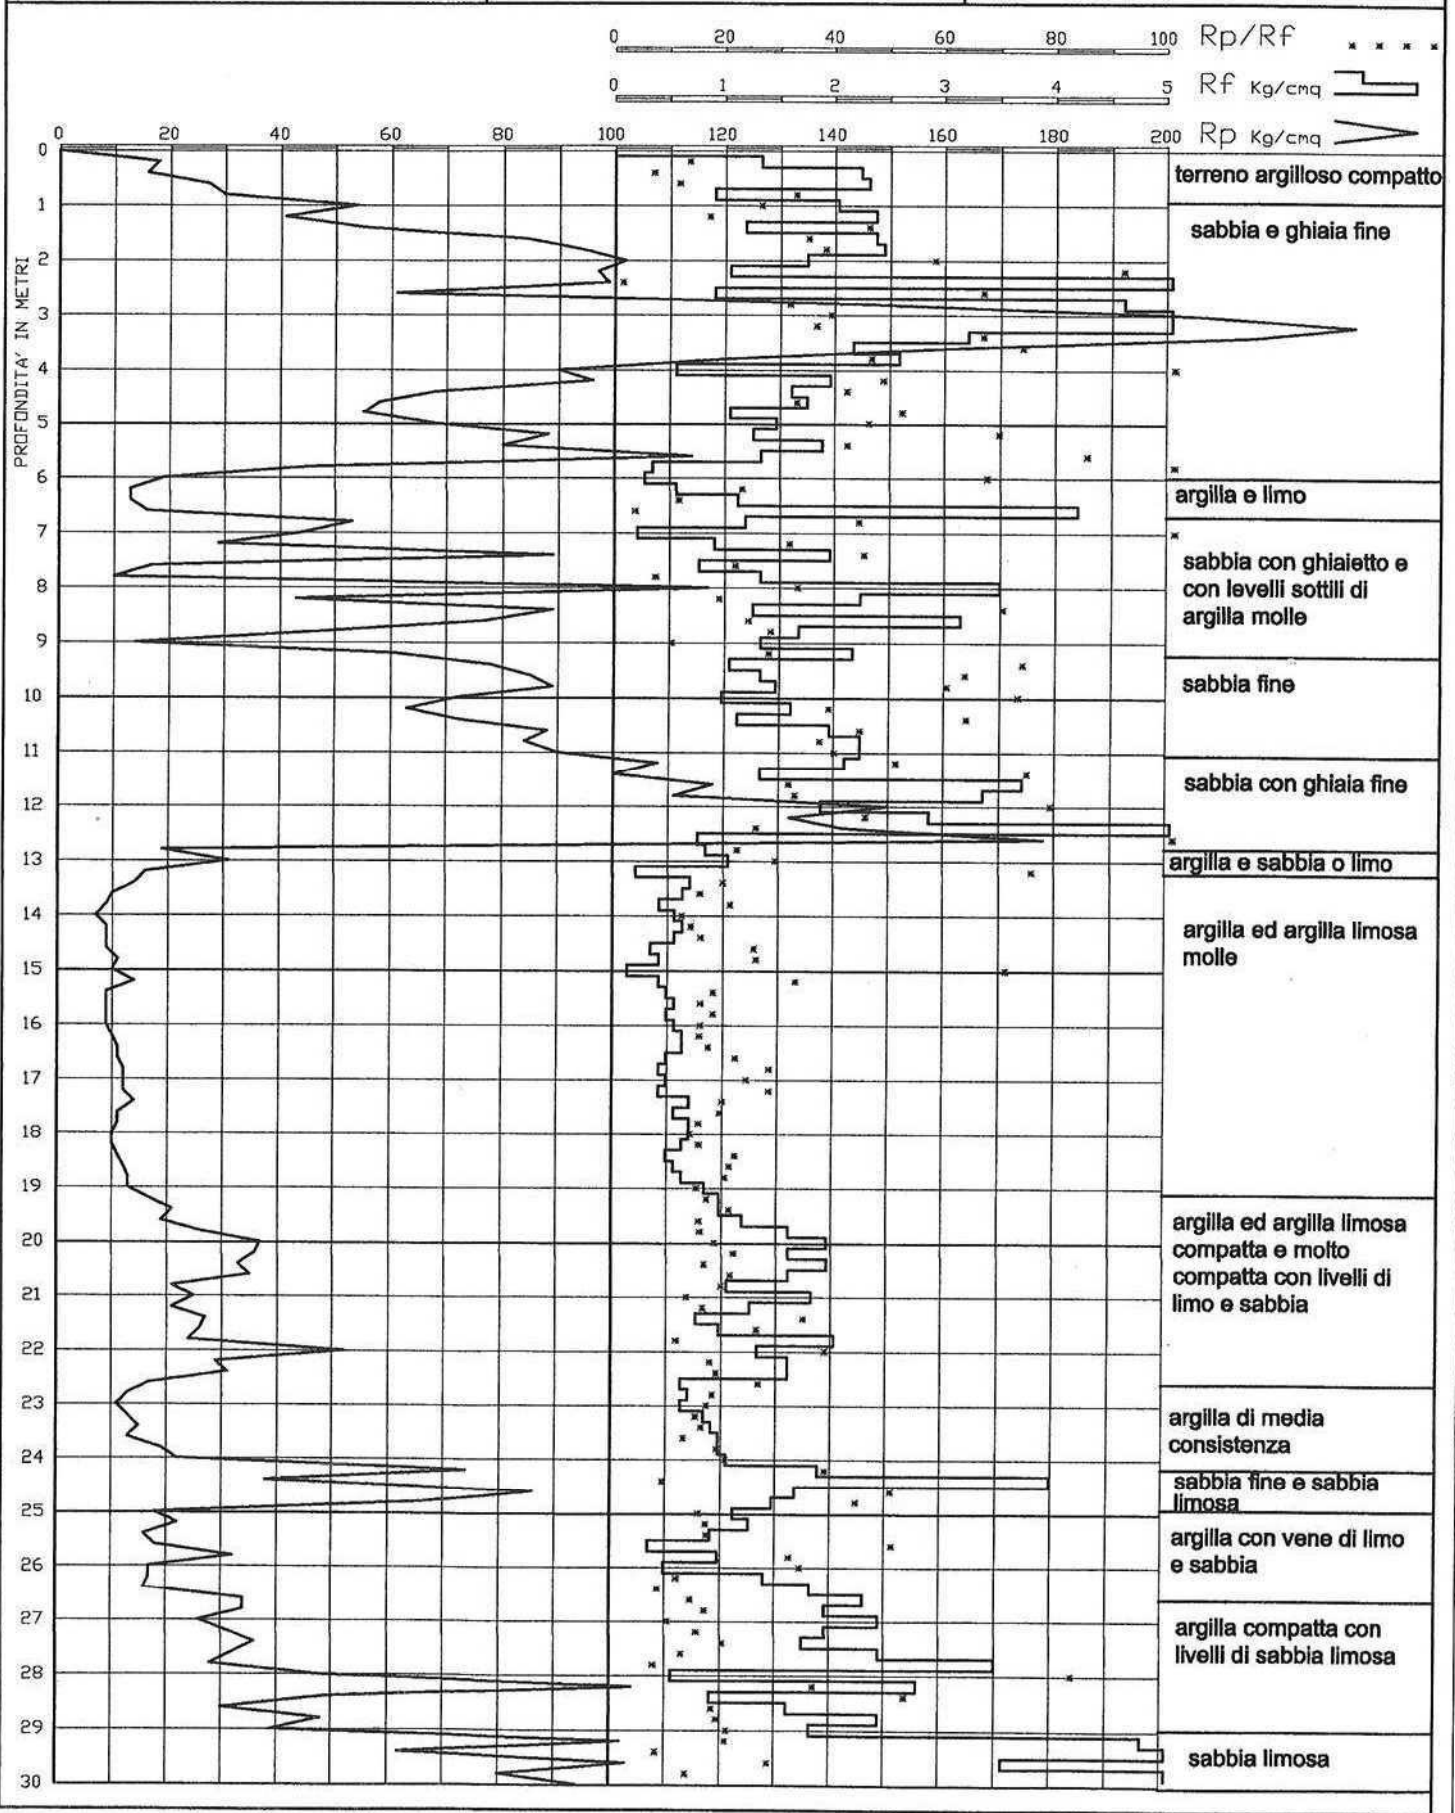 0 20 40 60 80 100 Rp/Rf
0 1 2 3 4 5 Rf Kg/cmq
0 20 40 60 80 100 120 140 160 180 200 Rp Kg/cmq
PROFONDITA' IN METRI
0
1
2
3
4
5
6
7
8
9
10
11
12
13
14
15
16
17
18
19
20
21
22
23
24
25
26
27
28
29
30
terreno argilloso compatto
sabbia e ghiaia fine
argilla e limo
sabbia con ghiaietto e
con levelli sottili di
argilla molle
sabbia fine
sabbia con ghiaia fine
argilla e sabbia o limo
argilla ed argilla limosa
molle
argilla ed argilla limosa
compatta e molto
compatta con livelli di
limo e sabbia
argilla di media
consistenza
sabbia fine e sabbia
limosa
argilla con vene di limo
e sabbia
argilla compatta con
livelli di sabbia limosa
sabbia limosa